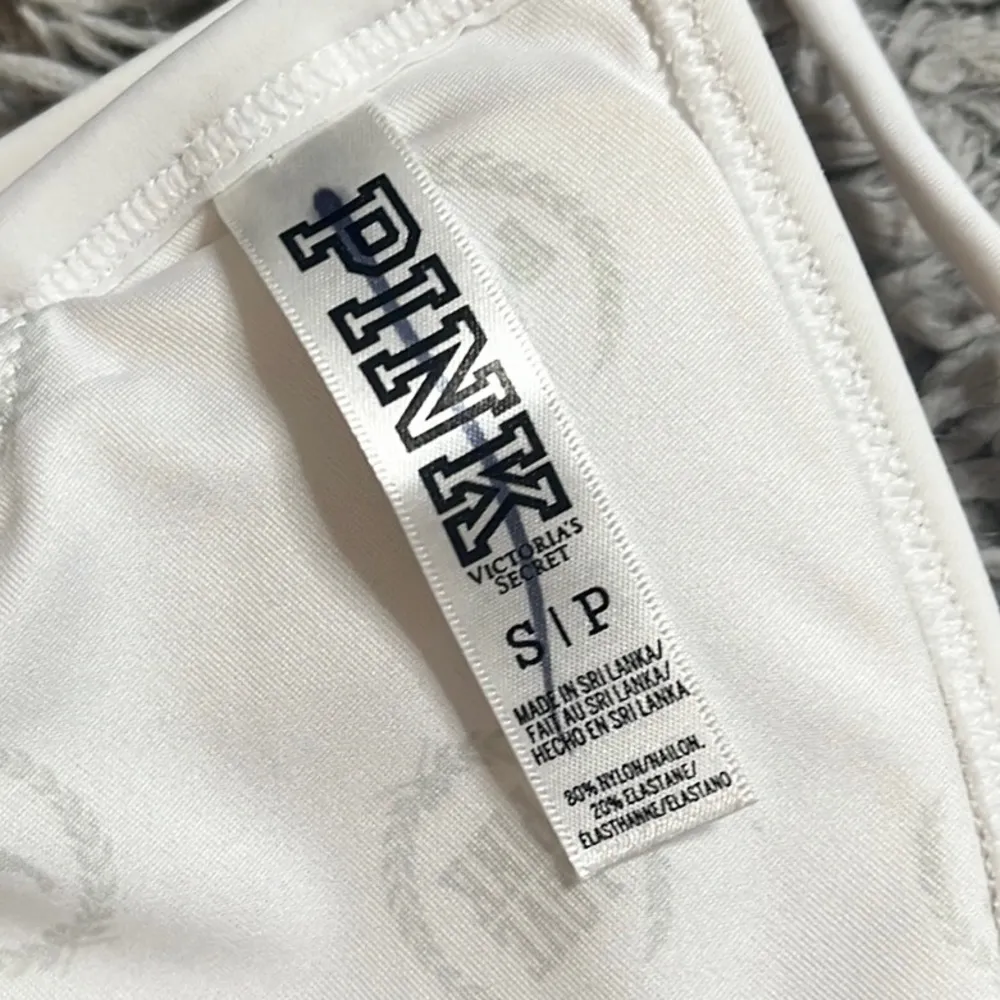 PINK
VICTORIA'S
SECRET
S|P
MADE IN SRI LANKA/
FAIT AU SRI LANKA/
HECHO EN SRI LANKA
80% NYLON/NAILON.
20% ELASTANE/
ÉLASTHANNE/ELASTANO